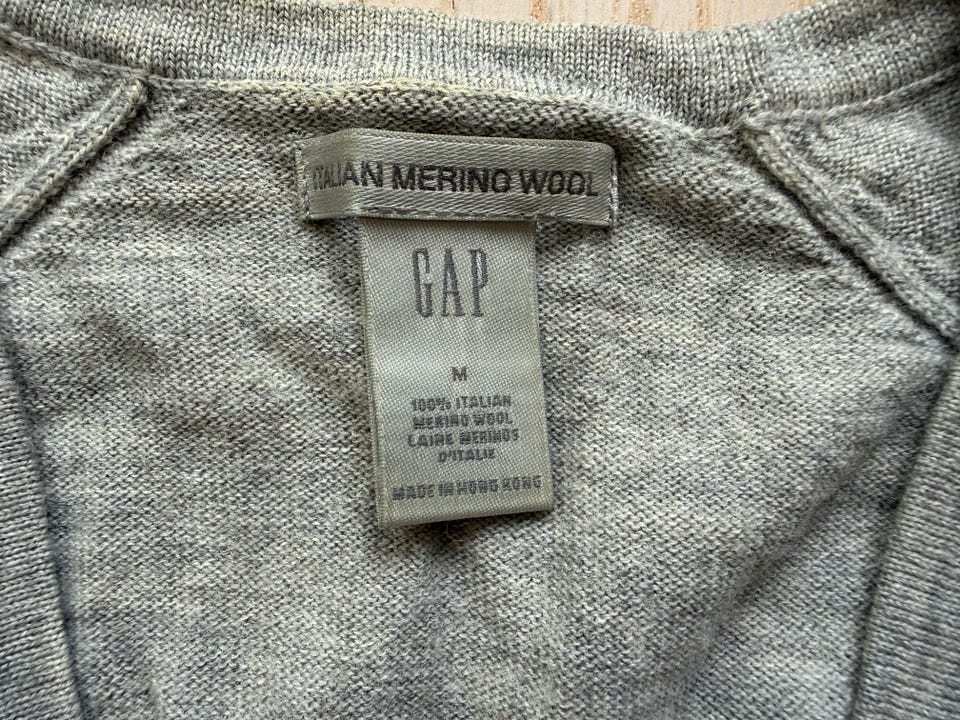 ITALIAN MERINO WOOL
GAP
M
100% ITALIAN
MERINO WOOL
LAINE MERINOS
D'ITALIE
MADE IN HONG KONG